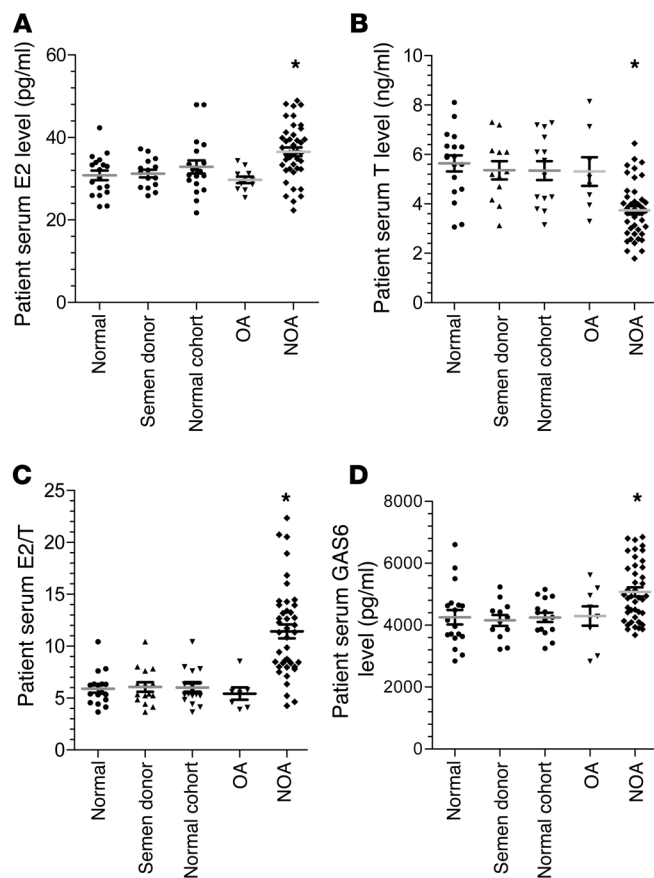 A
Patient serum E2 level (pg/ml)
60
40
20
0
*
Normal
Semen donor
Normal cohort
OA
NOA
B
Patient serum T level (ng/ml)
10
8
6
4
2
0
*
Normal
Semen donor
Normal cohort
OA
NOA
C
Patient serum E2/T
25
20
15
10
5
0
*
Normal
Semen donor
Normal cohort
OA
NOA
D
Patient serum GAS6
level (pg/ml)
8000
6000
4000
2000
0
*
Normal
Semen donor
Normal cohort
OA
NOA